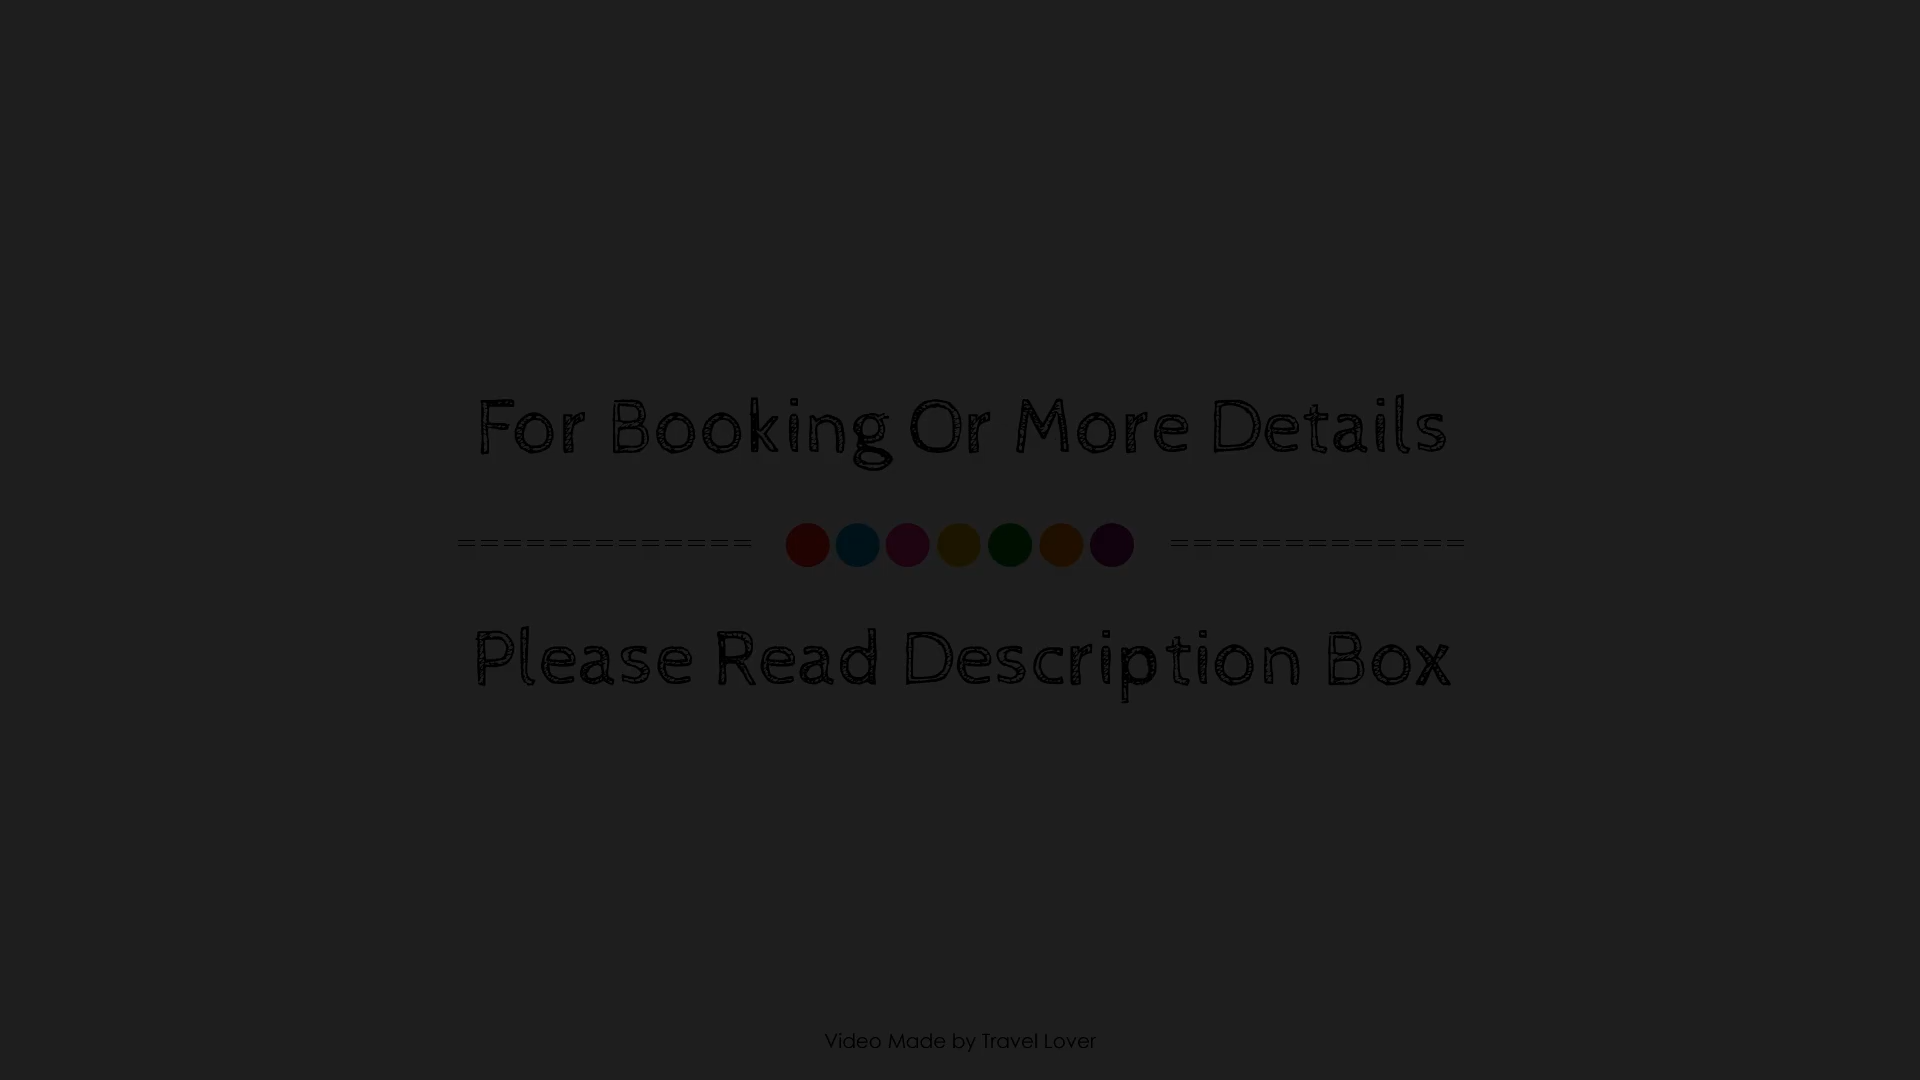 For Booking Or More Details
============= =============
Please Read Description Box
Video Made by Travel Lover